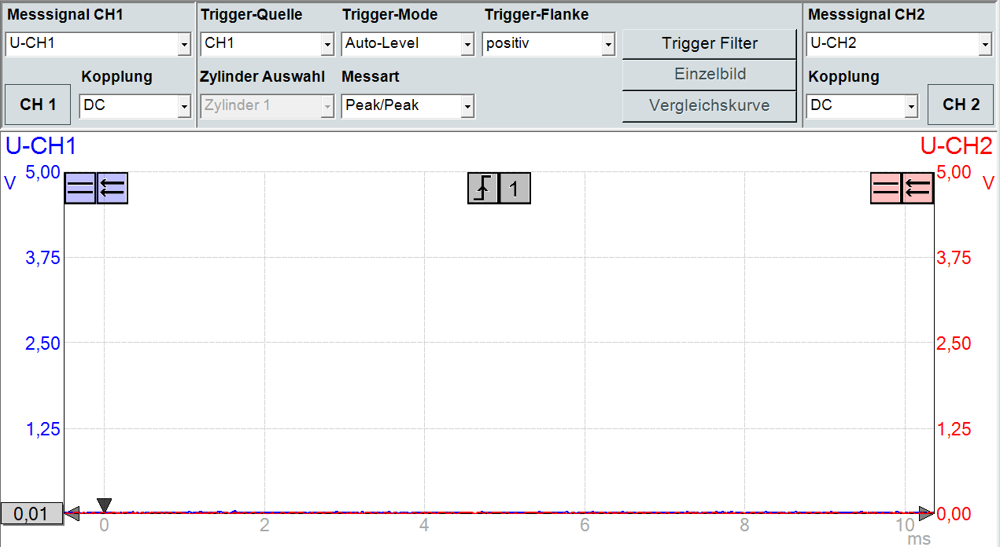 Messsignal CH1
Trigger-Quelle
Trigger-Mode
Trigger-Flanke
Messsignal CH2
U-CH1
CH1
Auto-Level
positiv
Trigger Filter
U-CH2
Kopplung
Zylinder Auswahl
Messart
Einzelbild
Kopplung
CH 1
DC
Zylinder 1
Peak/Peak
Vergleichskurve
DC
CH 2
U-CH1
U-CH2
5,00
5,00
V
1
V
3,75
3,75
2,50
2,50
1,25
1,25
0,01
0,00
0
2
4
6
8
10
ms